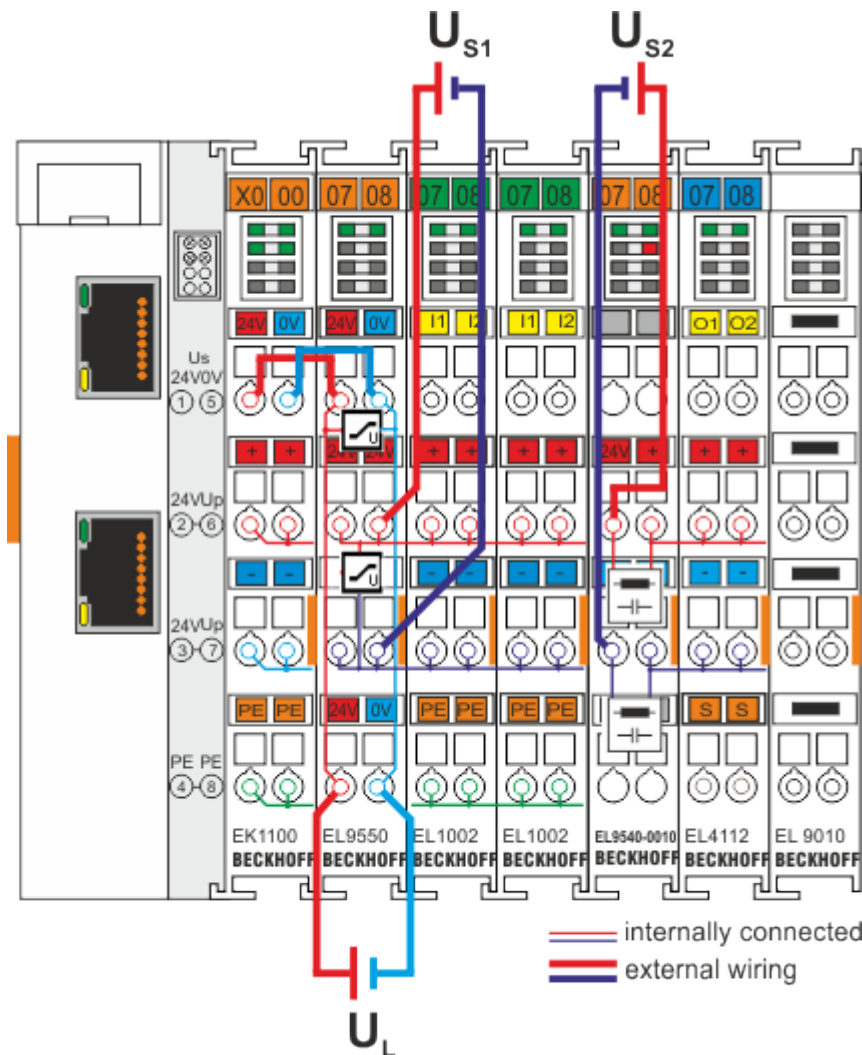 U S1 U S2
X0 00 07 08 07 08 07 08 07 08 07 08
24V 0V 24V 0V I1 I2 I1 I2 O1 O2
Us
24V0V
1 5
+ + 24V 24V + + + + 24V + + +
24VUp
2 6
U
- - - - - - - -
U
24VUp
3 7
PE PE 24V 0V PE PE PE PE S S
PE PE
4 8
EK1100 EL9550 EL1002 EL1002 EL9540-0010 EL4112 EL 9010
BECKHOFF BECKHOFF BECKHOFF BECKHOFF BECKHOFF BECKHOFF BECKHOFF
internally connected
external wiring
U L